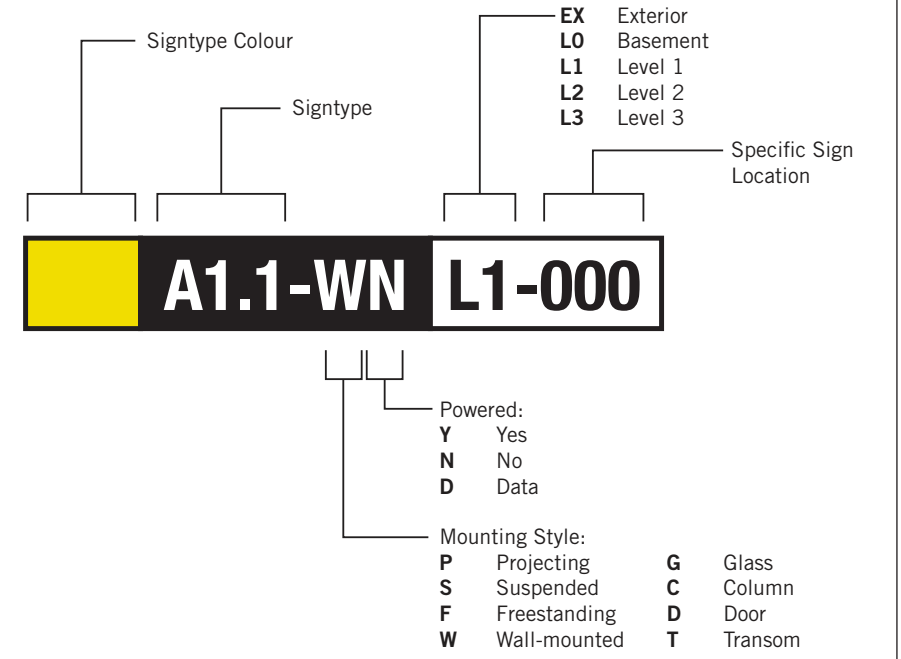 EX Exterior
Signtype Colour
L0 Basement
L1 Level 1
L2 Level 2
Signtype
L3 Level 3
Specific Sign
Location
A1.1-WN L1-000
Powered:
Y Yes
N No
D Data
Mounting Style:
P Projecting G Glass
S Suspended C Column
F Freestanding D Door
W Wall-mounted T Transom